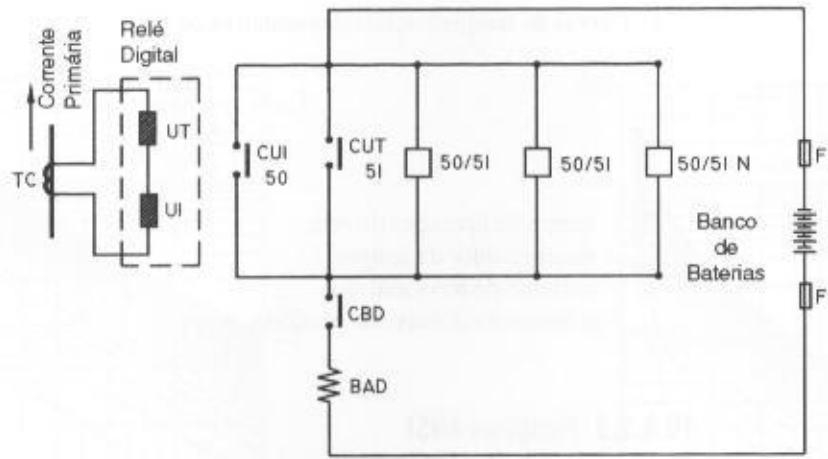 Relé
Digital
Corrente
Primária
UT
UI
TC
CUI
50
CUT
51
50/51
50/51
50/51 N
F
Banco
de
Baterias
F
CBD
BAD